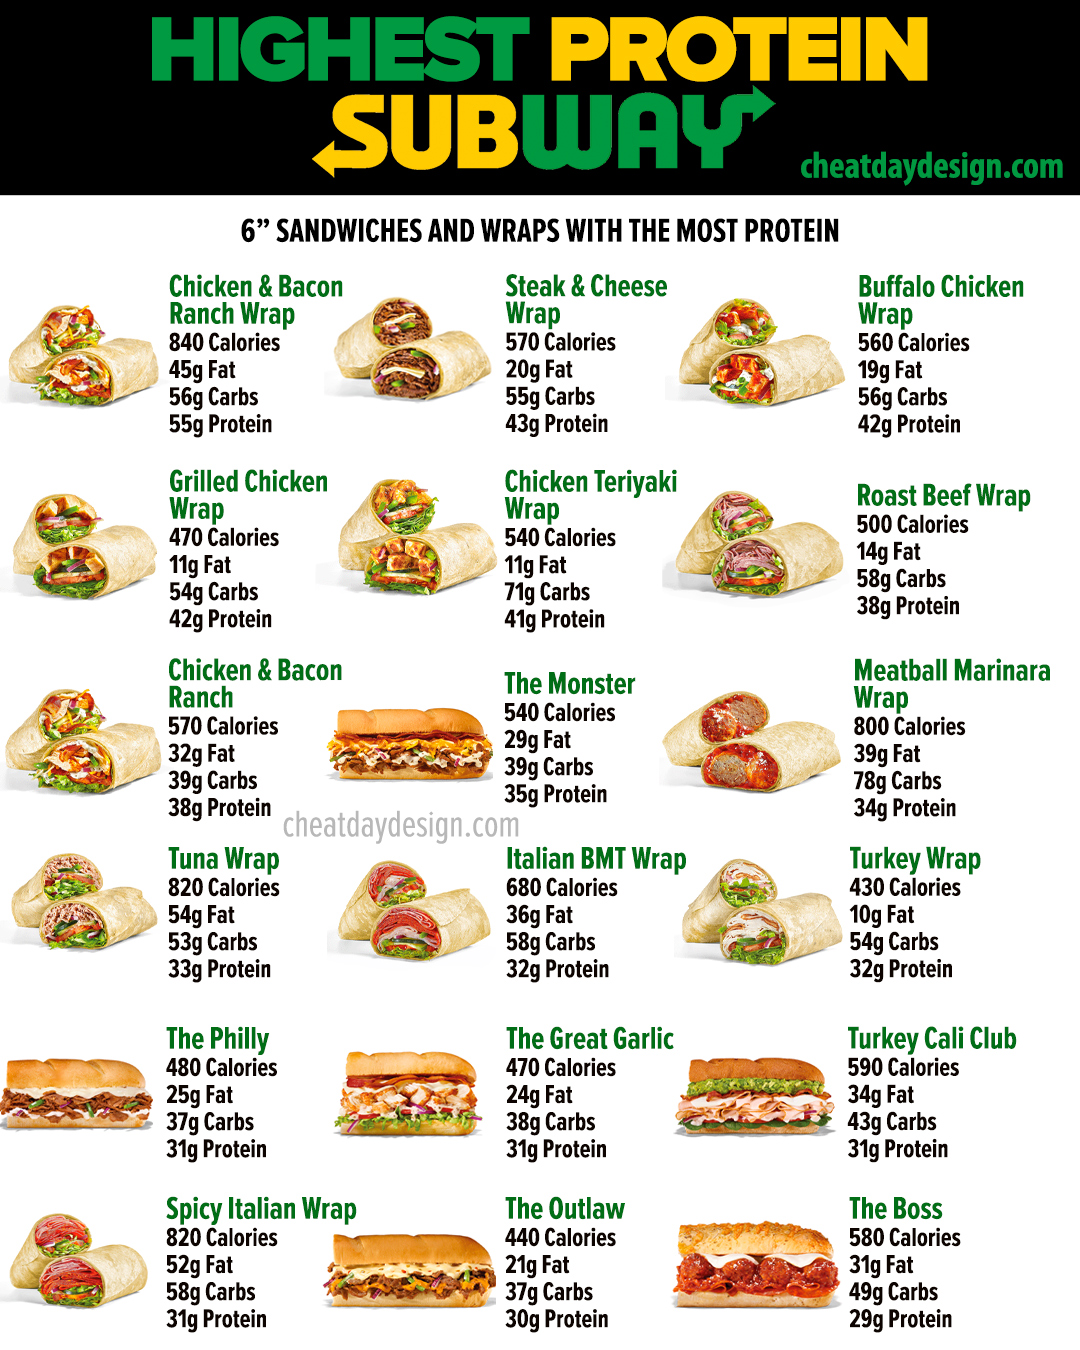 HIGHEST PROTEIN
SUBWAY
cheatdaydesign.com
6” SANDWICHES AND WRAPS WITH THE MOST PROTEIN
Chicken & Bacon
Ranch Wrap
840 Calories
45g Fat
56g Carbs
55g Protein
Steak & Cheese
Wrap
570 Calories
20g Fat
55g Carbs
43g Protein
Buffalo Chicken
Wrap
560 Calories
19g Fat
56g Carbs
42g Protein
Grilled Chicken
Wrap
470 Calories
11g Fat
54g Carbs
42g Protein
Chicken Teriyaki
Wrap
540 Calories
11g Fat
71g Carbs
41g Protein
Roast Beef Wrap
500 Calories
14g Fat
58g Carbs
38g Protein
Chicken & Bacon
Ranch
570 Calories
32g Fat
39g Carbs
38g Protein
The Monster
540 Calories
29g Fat
39g Carbs
35g Protein
Meatball Marinara
Wrap
800 Calories
39g Fat
78g Carbs
34g Protein
cheatdaydesign.com
Tuna Wrap
820 Calories
54g Fat
53g Carbs
33g Protein
Italian BMT Wrap
680 Calories
36g Fat
58g Carbs
32g Protein
Turkey Wrap
430 Calories
10g Fat
54g Carbs
32g Protein
The Philly
480 Calories
25g Fat
37g Carbs
31g Protein
The Great Garlic
470 Calories
24g Fat
38g Carbs
31g Protein
Turkey Cali Club
590 Calories
34g Fat
43g Carbs
31g Protein
Spicy Italian Wrap
820 Calories
52g Fat
58g Carbs
31g Protein
The Outlaw
440 Calories
21g Fat
37g Carbs
30g Protein
The Boss
580 Calories
31g Fat
49g Carbs
29g Protein